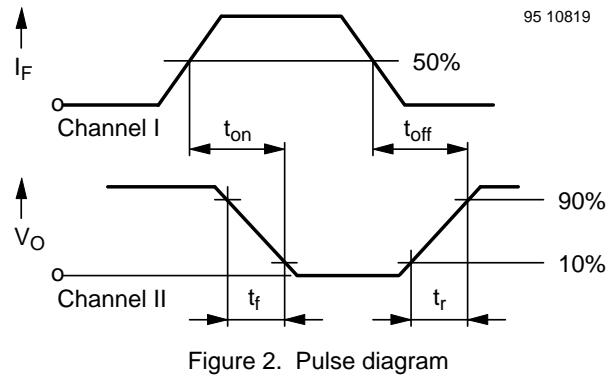 95 10819
I_F
50%
O
Channel I
t_on
t_off
V_O
90%
10%
O
Channel II
t_f
t_r
Figure 2. Pulse diagram